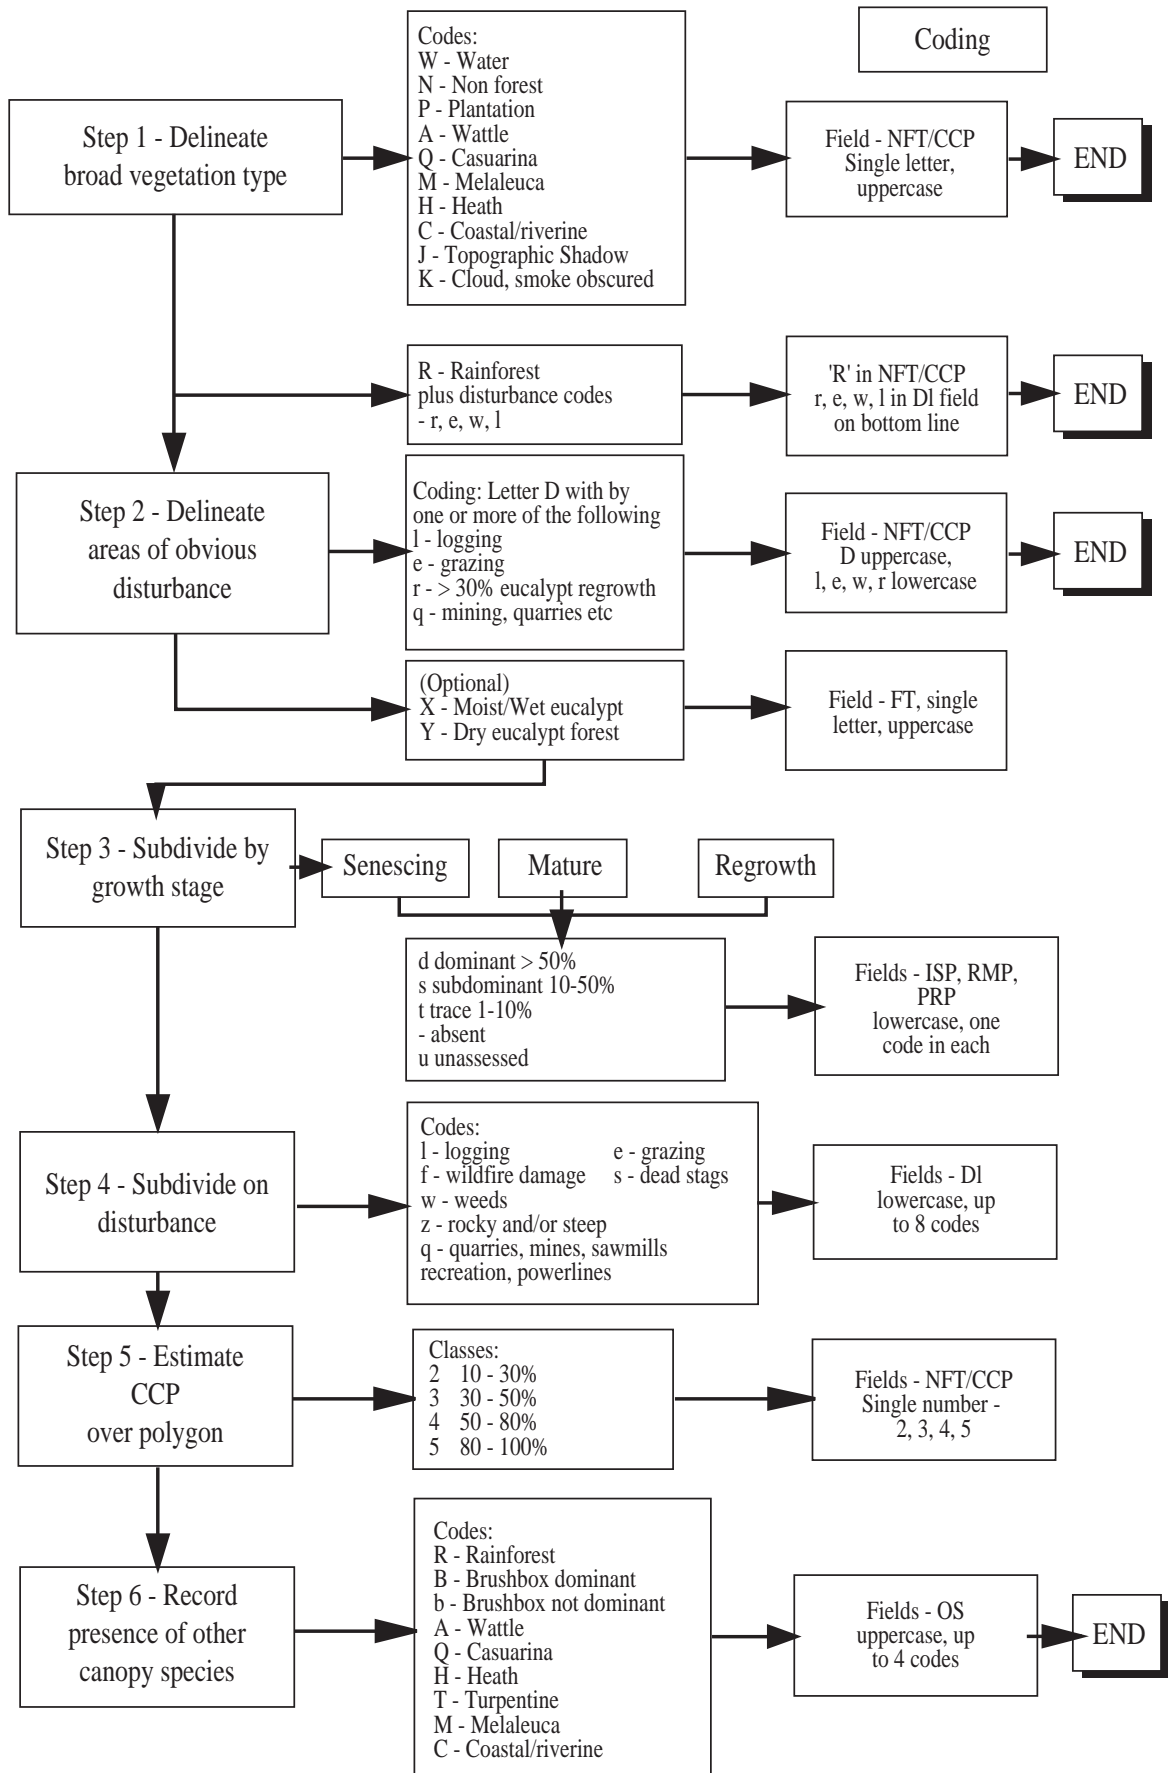 Coding
Step 1 - Delineate
broad vegetation type
Codes:
W - Water
N - Non forest
P - Plantation
A - Wattle
Q - Casuarina
M - Melaleuca
H - Heath
C - Coastal/riverine
J - Topographic Shadow
K - Cloud, smoke obscured
Field - NFT/CCP
Single letter,
uppercase
END
R - Rainforest
plus disturbance codes
- r, e, w, l
'R' in NFT/CCP
r, e, w, l in Dl field
on bottom line
END
Step 2 - Delineate
areas of obvious
disturbance
Coding: Letter D with by
one or more of the following
l - logging
e - grazing
r - > 30% eucalypt regrowth
q - mining, quarries etc
Field - NFT/CCP
D uppercase,
l, e, w, r lowercase
END
(Optional)
X - Moist/Wet eucalypt
Y - Dry eucalypt forest
Field - FT, single
letter, uppercase
Step 3 - Subdivide by
growth stage
Senescing
Mature
Regrowth
d dominant > 50%
s subdominant 10-50%
t trace 1-10%
- absent
u unassessed
Fields - ISP, RMP,
PRP
lowercase, one
code in each
Step 4 - Subdivide on
disturbance
Codes:
l - logging e - grazing
f - wildfire damage s - dead stags
w - weeds
z - rocky and/or steep
q - quarries, mines, sawmills
recreation, powerlines
Fields - Dl
lowercase, up
to 8 codes
Step 5 - Estimate
CCP
over polygon
Classes:
2 10 - 30%
3 30 - 50%
4 50 - 80%
5 80 - 100%
Fields - NFT/CCP
Single number -
2, 3, 4, 5
Step 6 - Record
presence of other
canopy species
Codes:
R - Rainforest
B - Brushbox dominant
b - Brushbox not dominant
A - Wattle
Q - Casuarina
H - Heath
T - Turpentine
M - Melaleuca
C - Coastal/riverine
Fields - OS
uppercase, up
to 4 codes
END